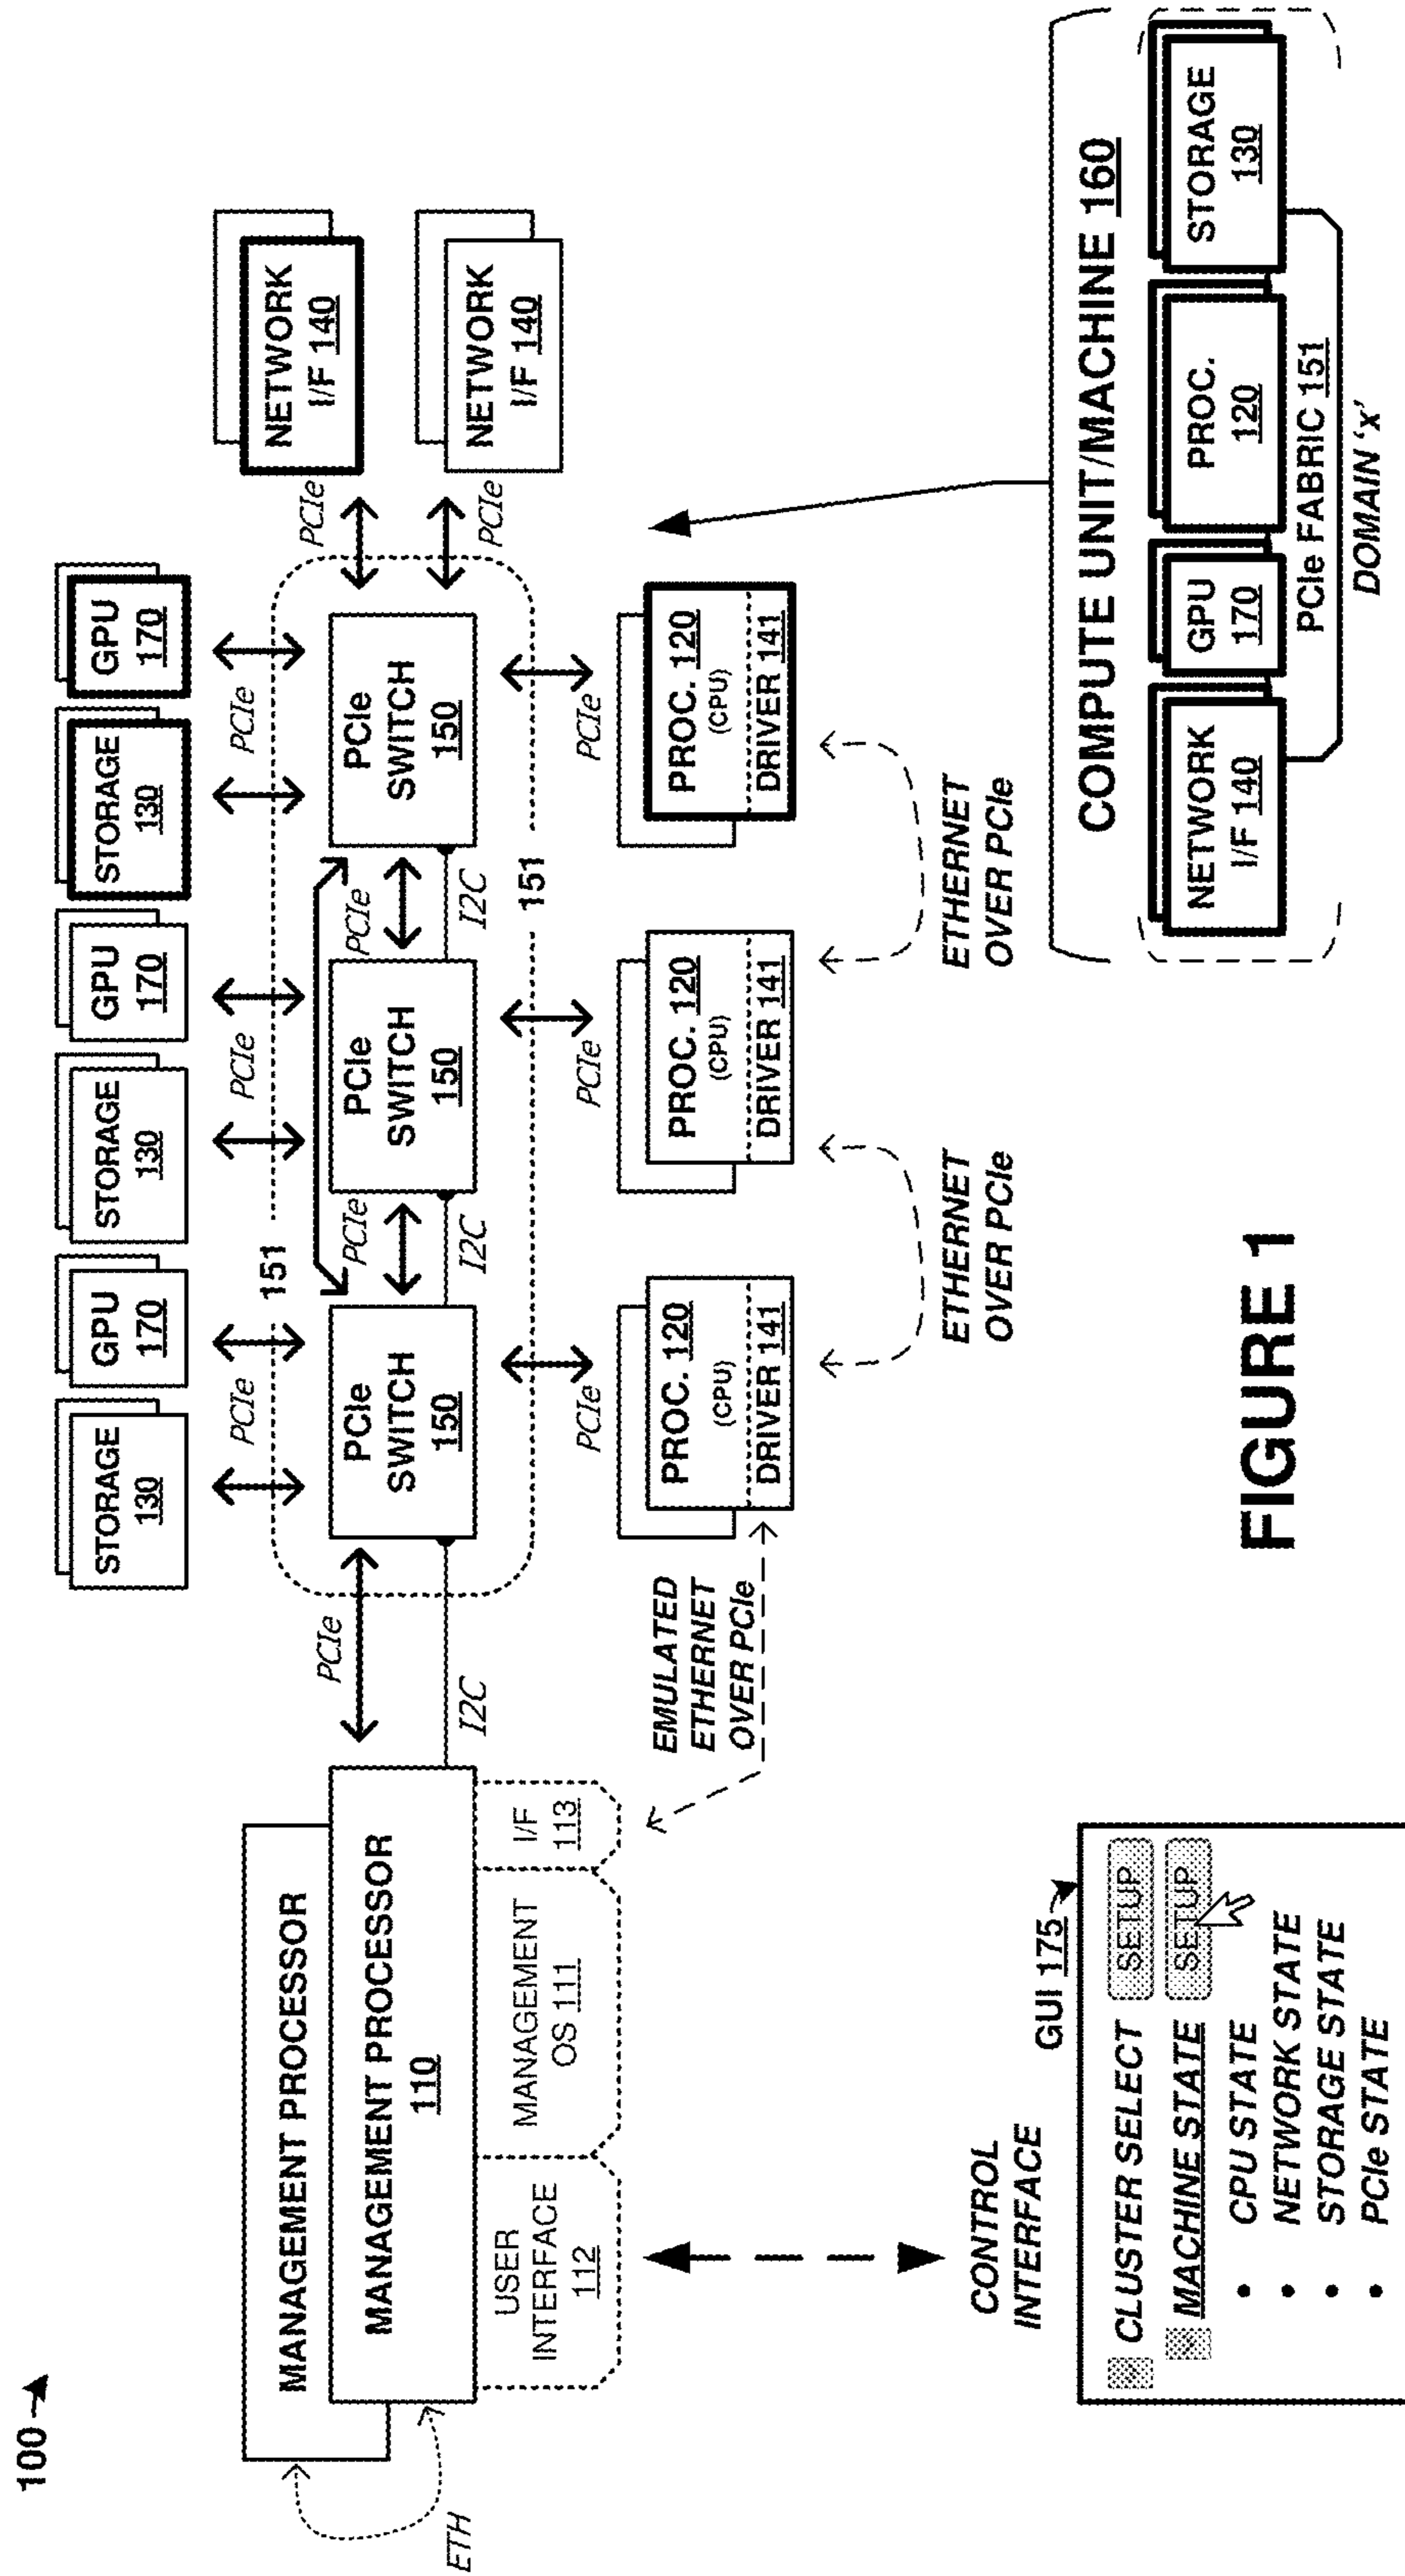 100
STORAGE
130
GPU
170
STORAGE
130
GPU
170
STORAGE
130
GPU
170
PCIe
PCIe
PCIe
151
MANAGEMENT PROCESSOR
MANAGEMENT PROCESSOR
110
ETH
USER
INTERFACE
112
MANAGEMENT
OS 111
I/F
113
PCIe
I2C
PCIe
SWITCH
150
PCIe
I2C
PCIe
SWITCH
150
PCIe
I2C
PCIe
SWITCH
150
151
PCIe
NETWORK
I/F 140
PCIe
NETWORK
I/F 140
PCIe
PCIe
PCIe
EMULATED
ETHERNET
OVER PCIe
PROC. 120
(CPU)
DRIVER 141
PROC. 120
(CPU)
DRIVER 141
PROC. 120
(CPU)
DRIVER 141
ETHERNET
OVER PCIe
ETHERNET
OVER PCIe
CONTROL
INTERFACE
GUI 175
CLUSTER SELECT
SETUP
MACHINE STATE
SETUP
• CPU STATE
• NETWORK STATE
• STORAGE STATE
• PCIe STATE
COMPUTE UNIT/MACHINE 160
NETWORK
I/F 140
GPU
170
PROC.
120
STORAGE
130
PCIe FABRIC 151
DOMAIN ‘x’
FIGURE 1